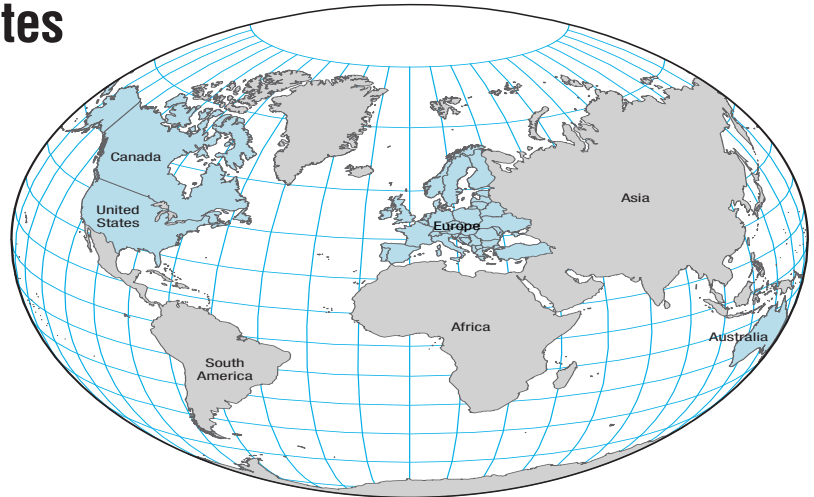 tes
Canada
United
States
Europe
Asia
Africa
South
America
Australia